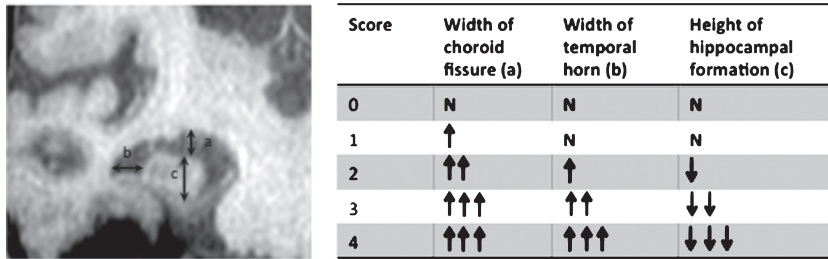 b
a
c
Score Width of choroid fissure (a) Width of temporal horn (b) Height of hippocampal formation (c)
0 N N N
1 ↑ N N
2 ↑↑ ↑ ↓
3 ↑↑↑ ↑↑ ↓↓
4 ↑↑↑ ↑↑↑ ↓↓↓